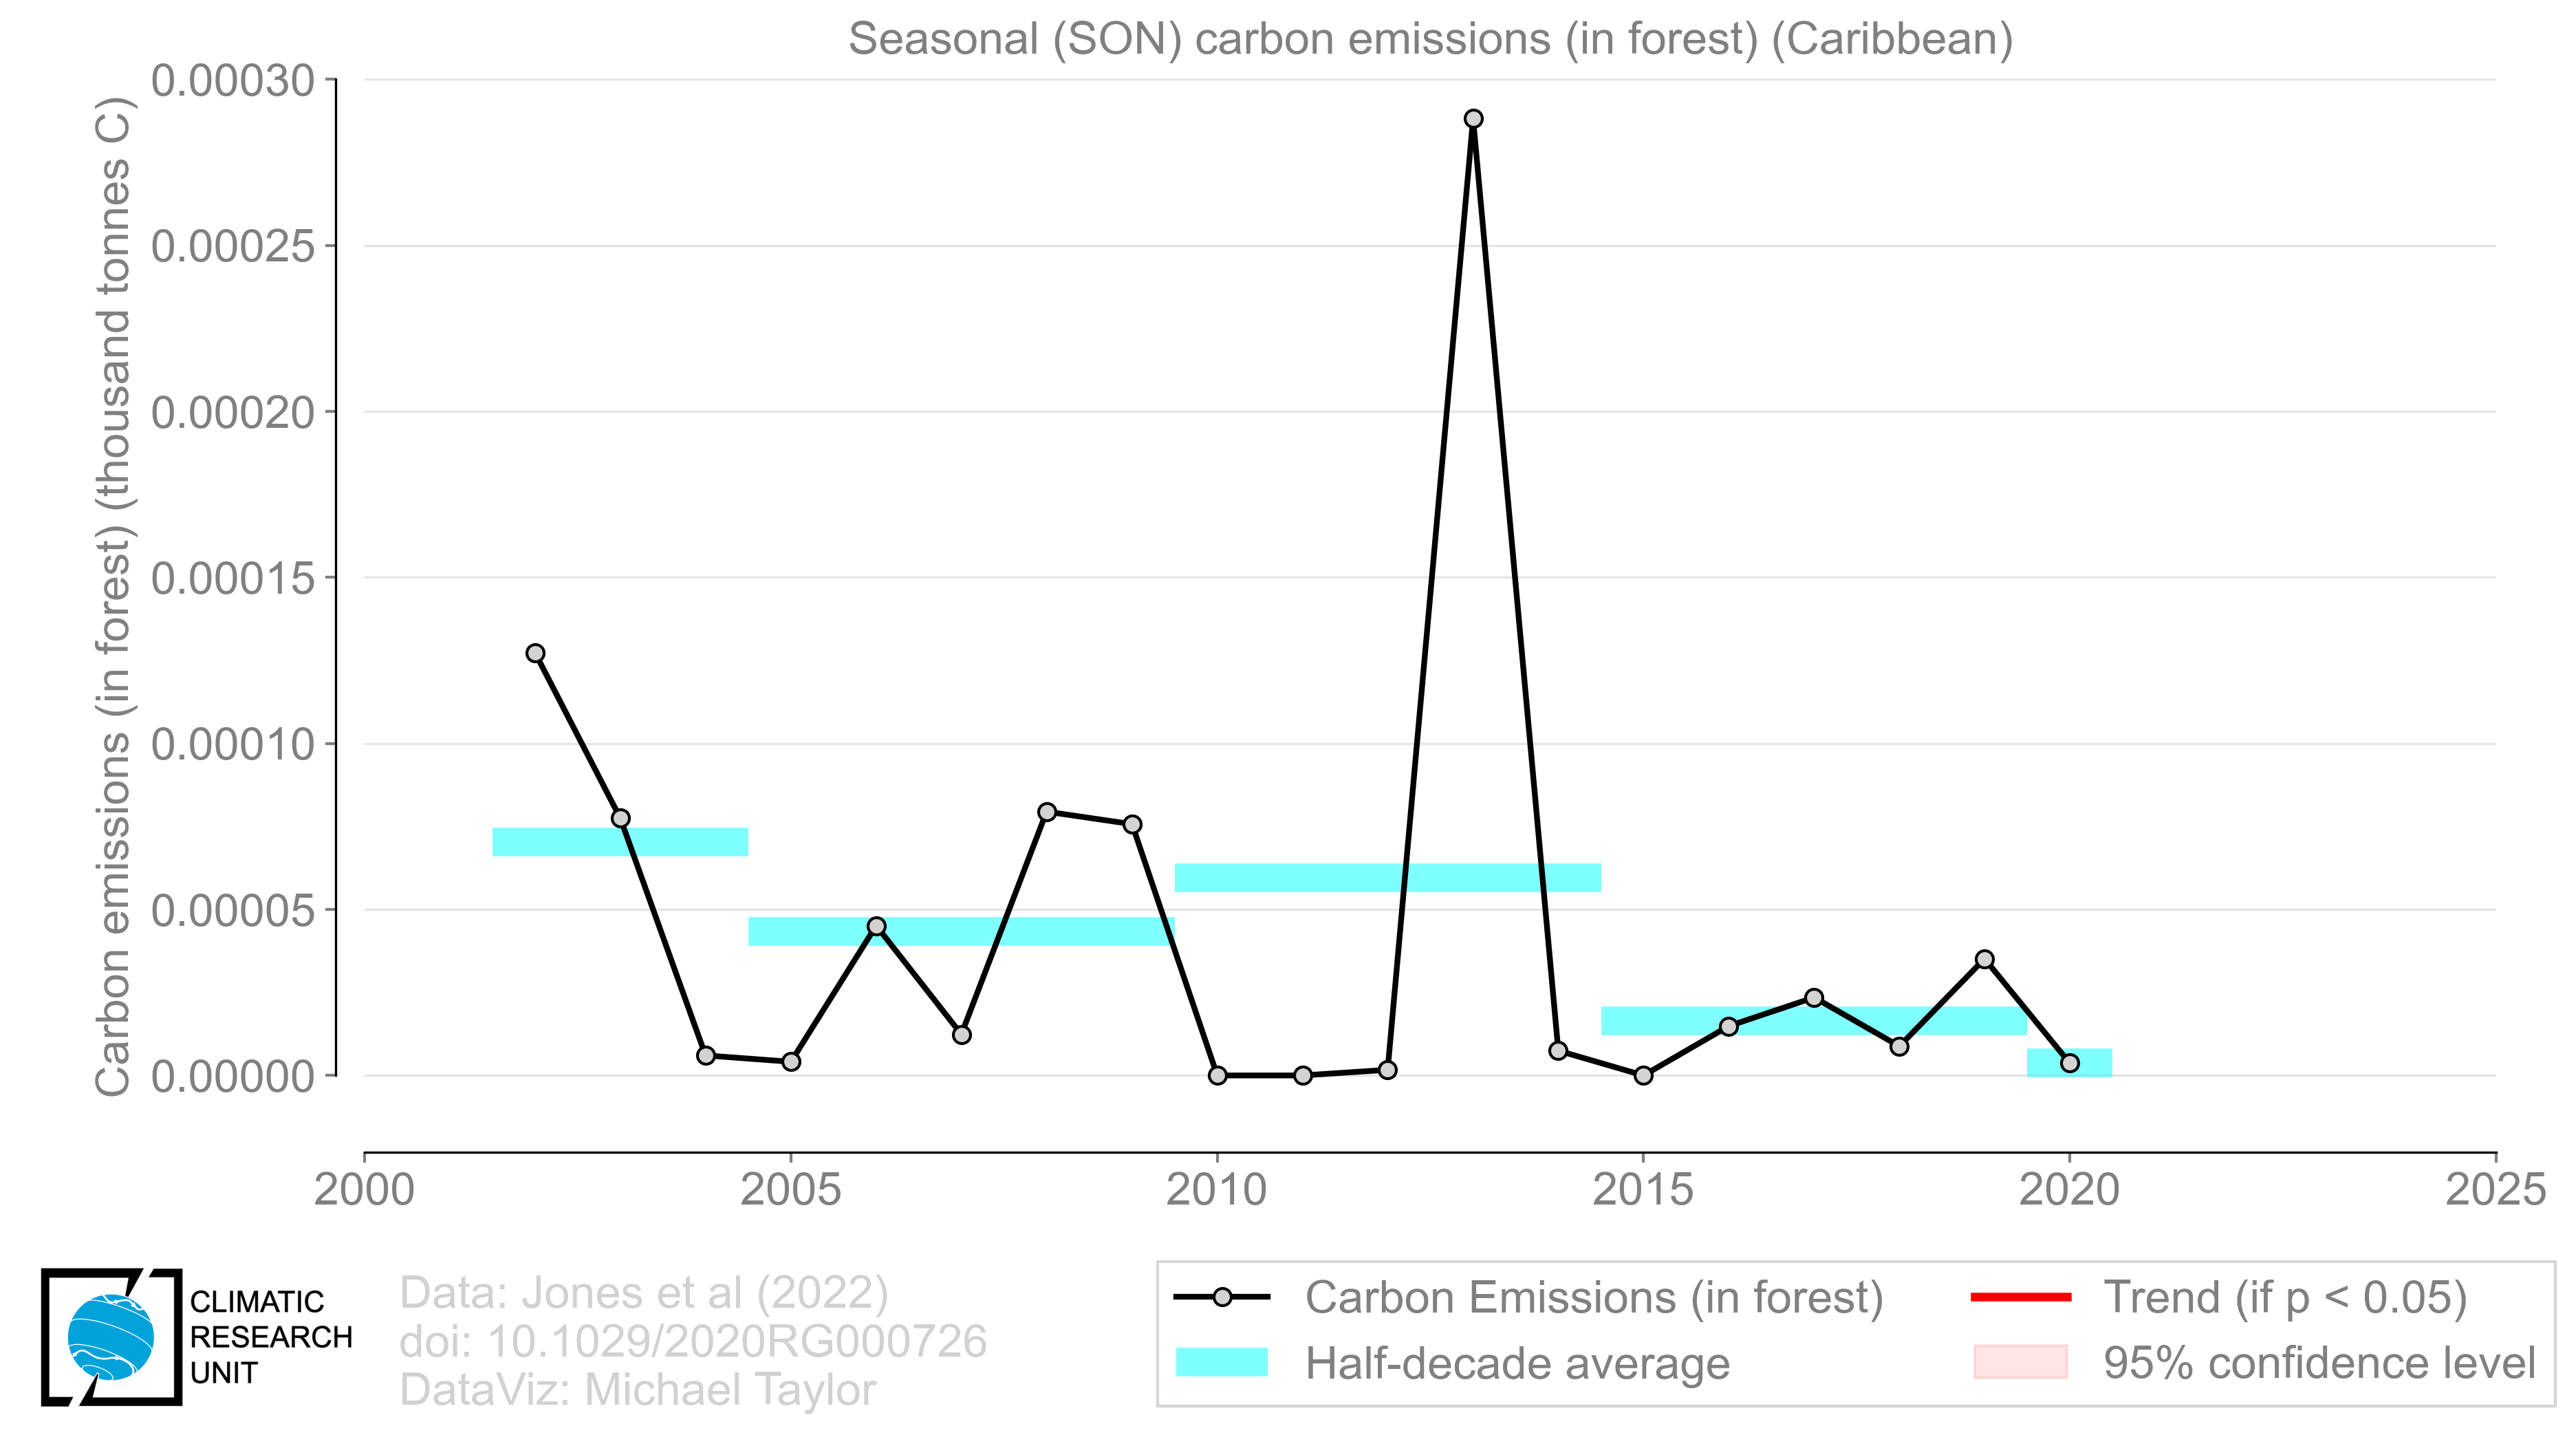 Seasonal (SON) carbon emissions (in forest) (Caribbean)
Carbon emissions (in forest) (thousand tonnes C)
0.00030
0.00025
0.00020
0.00015
0.00010
0.00005
0.00000
2000 2005 2010 2015 2020 2025
CLIMATIC
RESEARCH
UNIT
Data: Jones et al (2022)
doi: 10.1029/2020RG000726
DataViz: Michael Taylor
Carbon Emissions (in forest)
Half-decade average
Trend (if p < 0.05)
95% confidence level